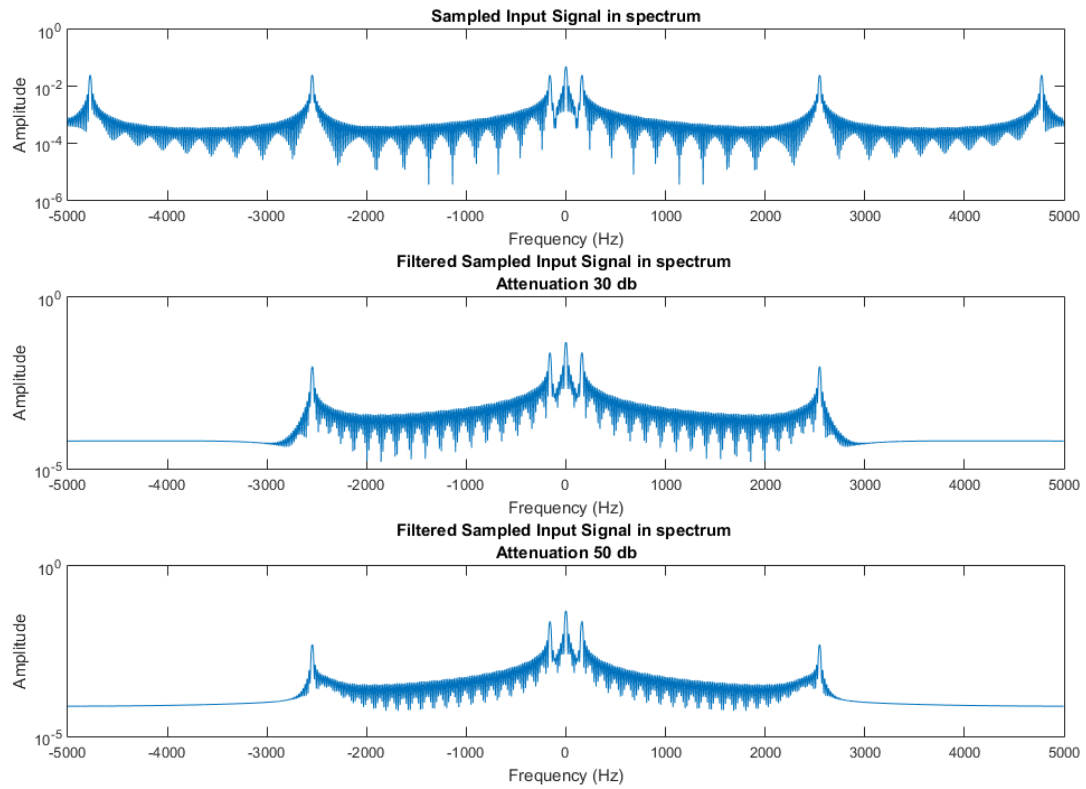 Sampled Input Signal in spectrum
10^0
10^-2
10^-4
10^-6
Amplitude
-5000 -4000 -3000 -2000 -1000 0 1000 2000 3000 4000 5000
Frequency (Hz)
Filtered Sampled Input Signal in spectrum
Attenuation 30 db
10^0
10^-5
Amplitude
-5000 -4000 -3000 -2000 -1000 0 1000 2000 3000 4000 5000
Frequency (Hz)
Filtered Sampled Input Signal in spectrum
Attenuation 50 db
10^0
10^-5
Amplitude
-5000 -4000 -3000 -2000 -1000 0 1000 2000 3000 4000 5000
Frequency (Hz)